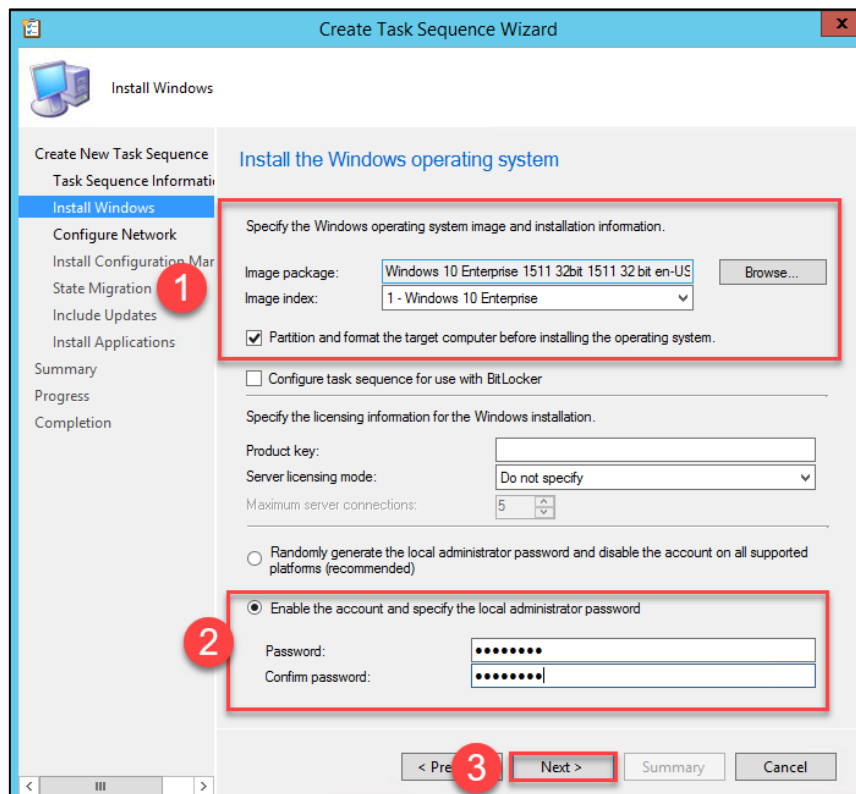 Create Task Sequence Wizard
x
Install Windows
Create New Task Sequence
Task Sequence Informati
Install Windows
Configure Network
Install Configuration Mar
State Migration
Include Updates
Install Applications
Summary
Progress
Completion
Install the Windows operating system
1
Specify the Windows operating system image and installation information.
Image package: Windows 10 Enterprise 1511 32bit 1511 32 bit en-US Browse...
Image index: 1 - Windows 10 Enterprise
Partition and format the target computer before installing the operating system.
Configure task sequence for use with BitLocker
Specify the licensing information for the Windows installation.
Product key:
Server licensing mode: Do not specify
Maximum server connections: 5
Randomly generate the local administrator password and disable the account on all supported
platforms (recommended)
2
Enable the account and specify the local administrator password
Password: ••••••••
Confirm password: ••••••••
< Pre 3 Next > Summary Cancel